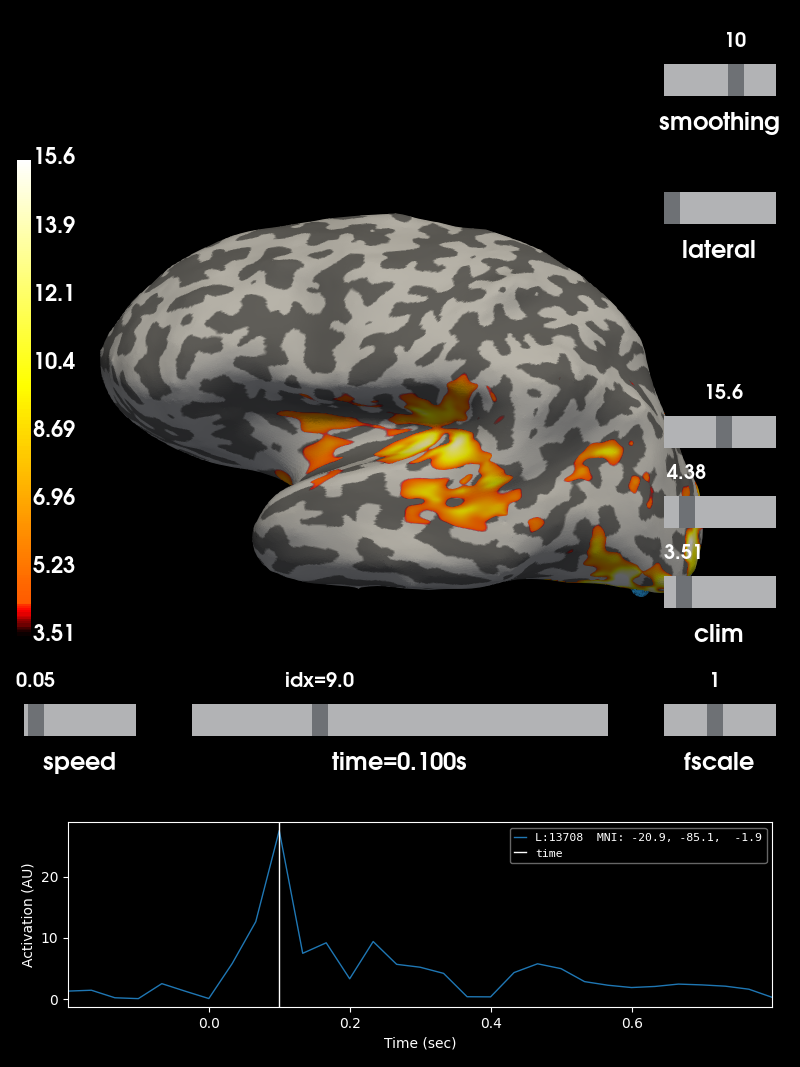 10
smoothing
15.6
13.9
12.1
10.4
8.69
6.96
5.23
3.51
lateral
15.6
4.38
3.51
clim
0.05
speed
idx=9.0
time=0.100s
1
fscale
L:13708  MNI: -20.9, -85.1,  -1.9
time
Activation (AU)
20
10
0
0.0 0.2 0.4 0.6
Time (sec)